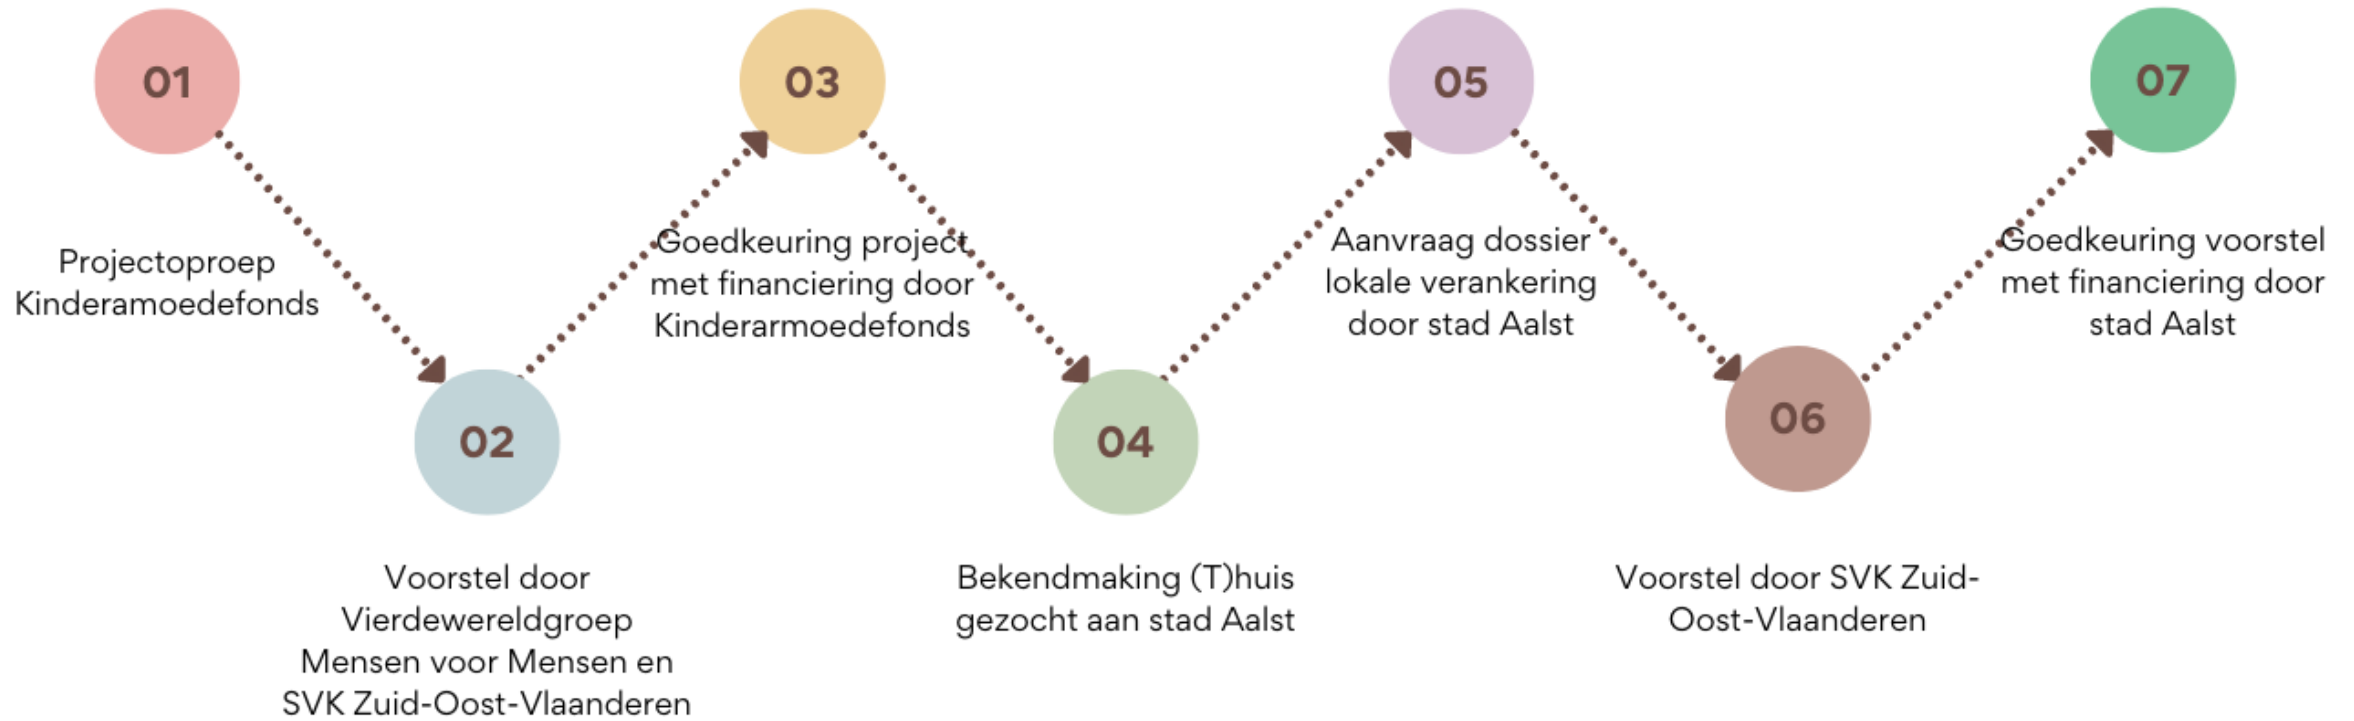 01
Projectoproep
Kinderamoedefonds
02
Voorstel door
Vierdewereldgroep
Mensen voor Mensen en
SVK Zuid-Oost-Vlaanderen
03
Goedkeuring project
met financiering door
Kinderarmoedefonds
04
Bekendmaking (T)huis
gezocht aan stad Aalst
05
Aanvraag dossier
lokale verankering
door stad Aalst
06
Voorstel door SVK Zuid-
Oost-Vlaanderen
07
Goedkeuring voorstel
met financiering door
stad Aalst